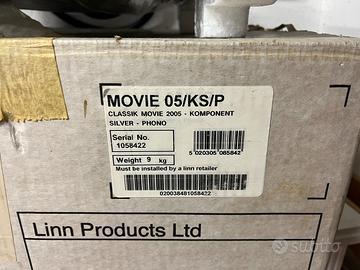 MOVIE 05/KS/P
CLASSIK MOVIE 2005 - KOMPONENT
SILVER - PHONO
Serial No.
1058422
5 020305 085842
Weight 9 kg
Must be installed by a linn retailer
020038481058422
Linn Products Ltd
subito